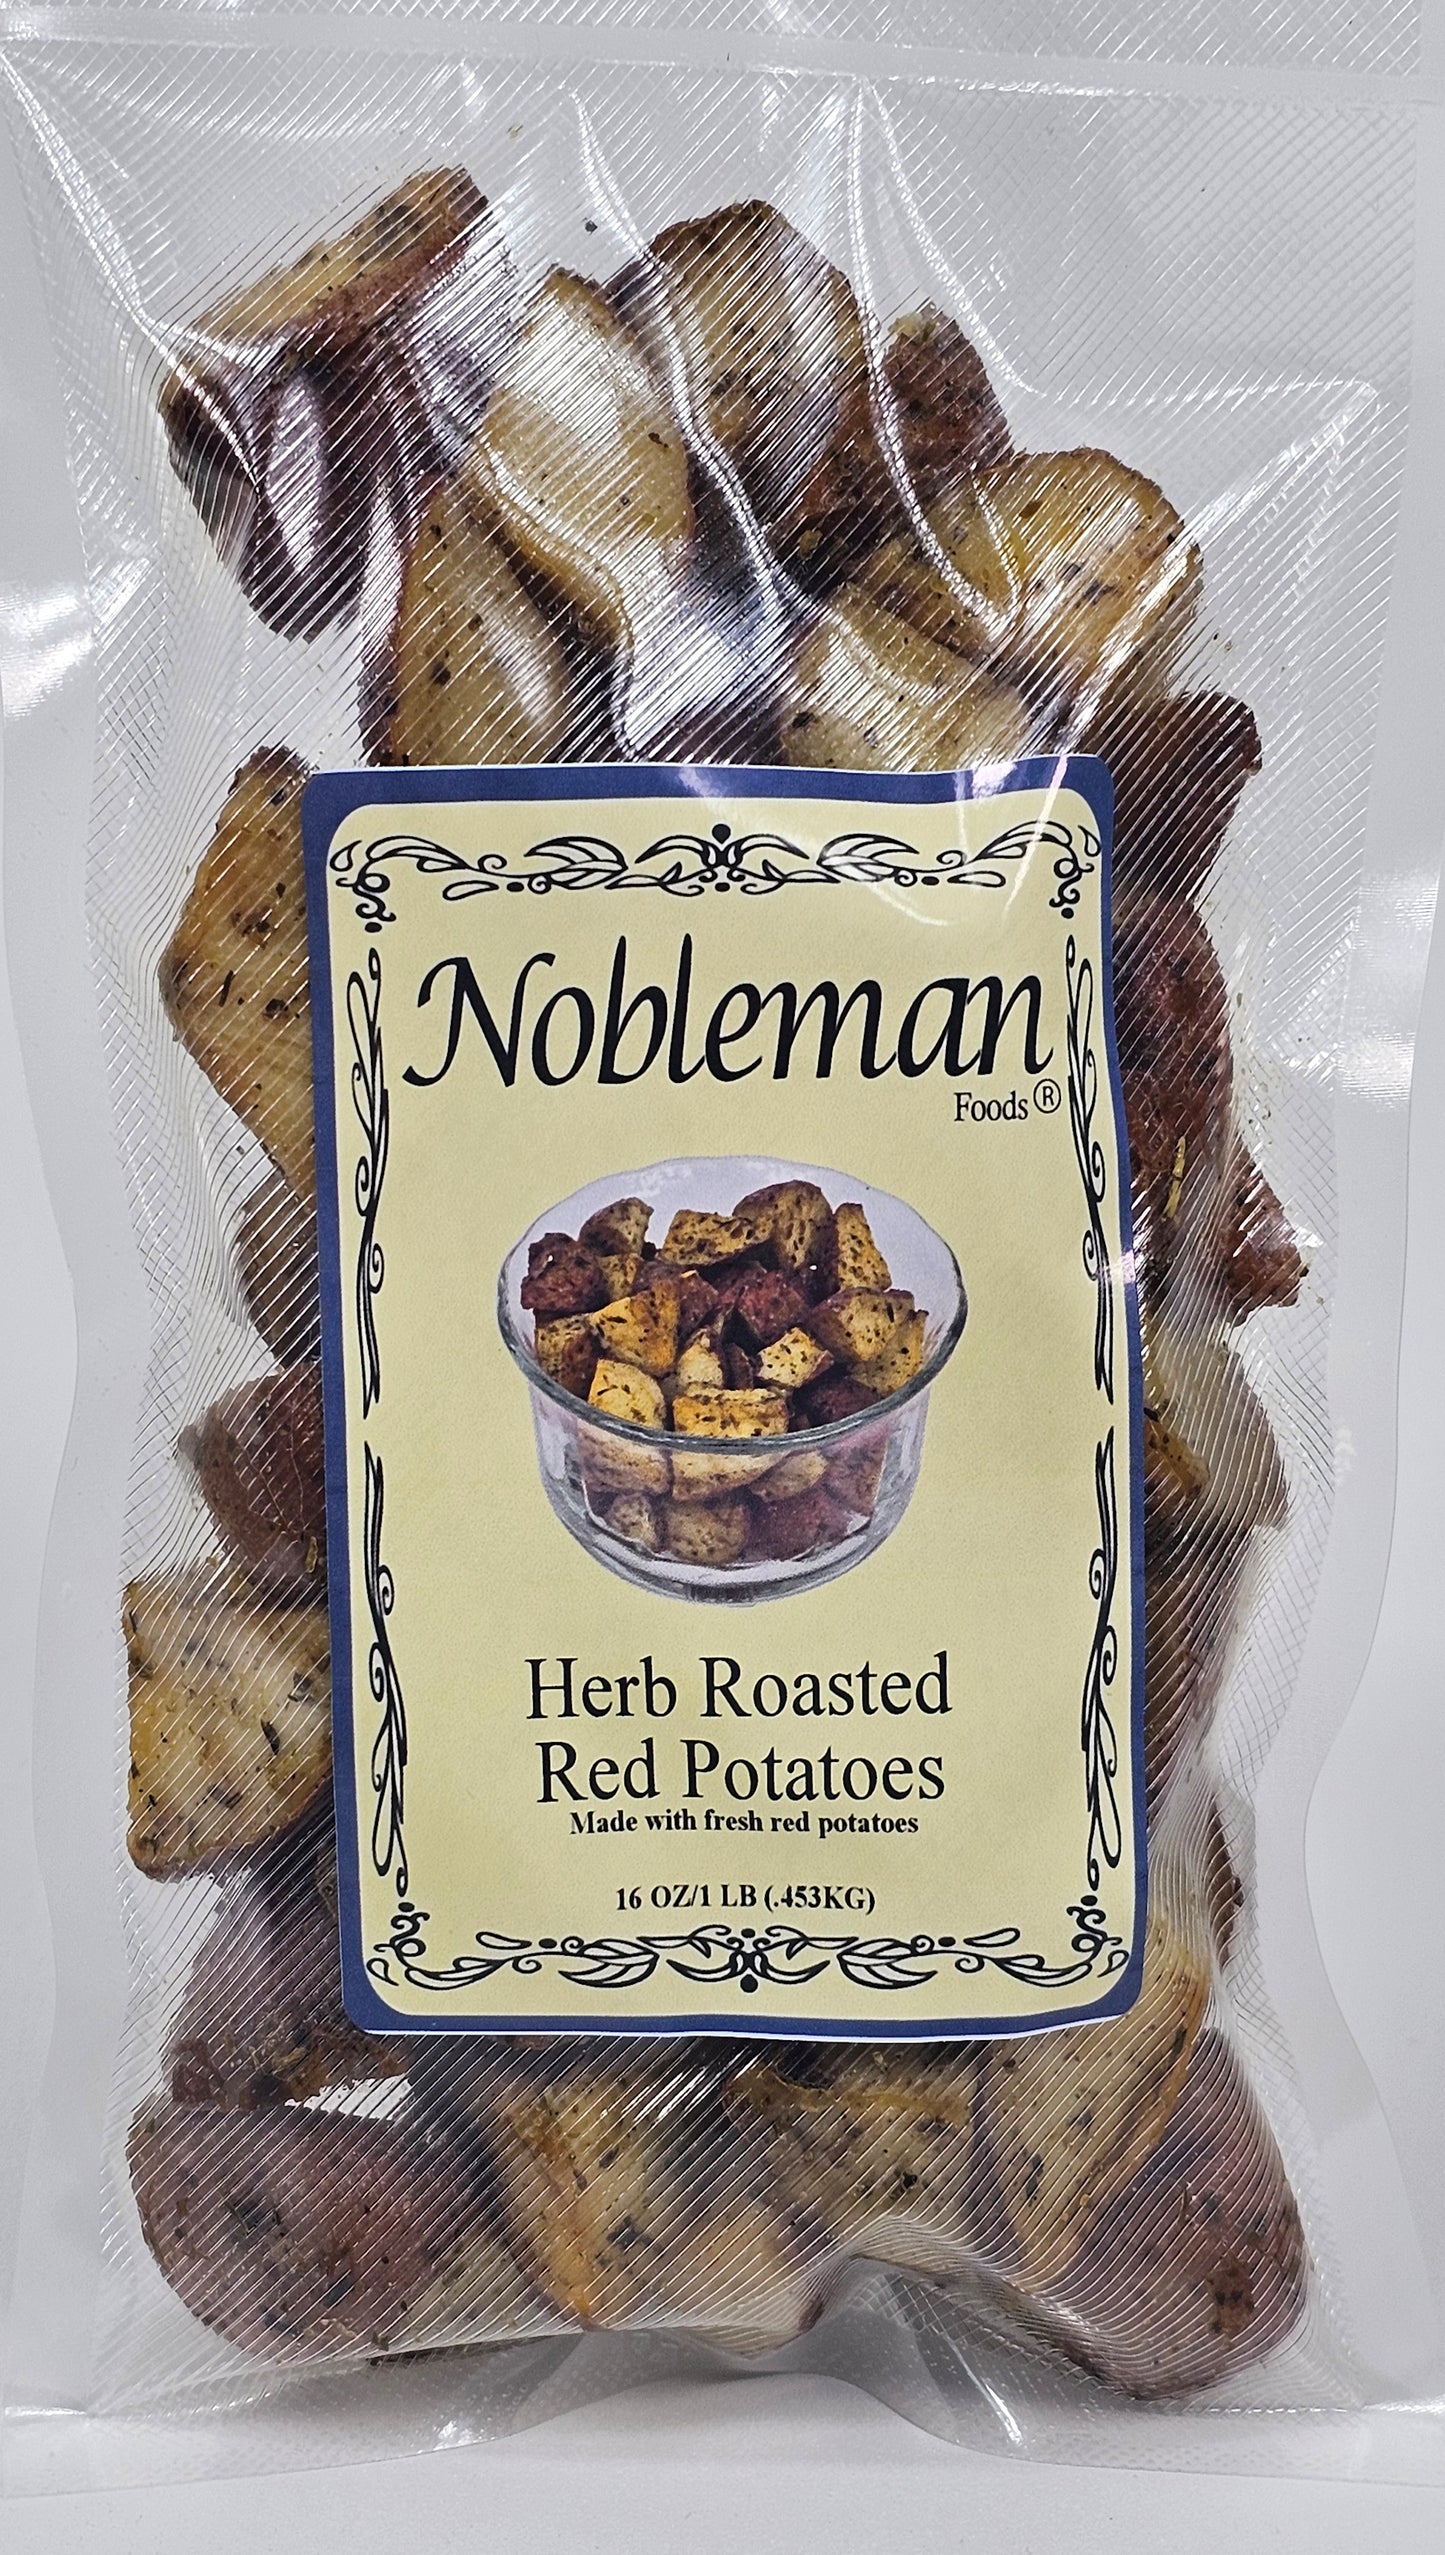 Nobleman
Foods®
Herb Roasted
Red Potatoes
Made with fresh red potatoes
16 OZ/1 LB (.453KG)